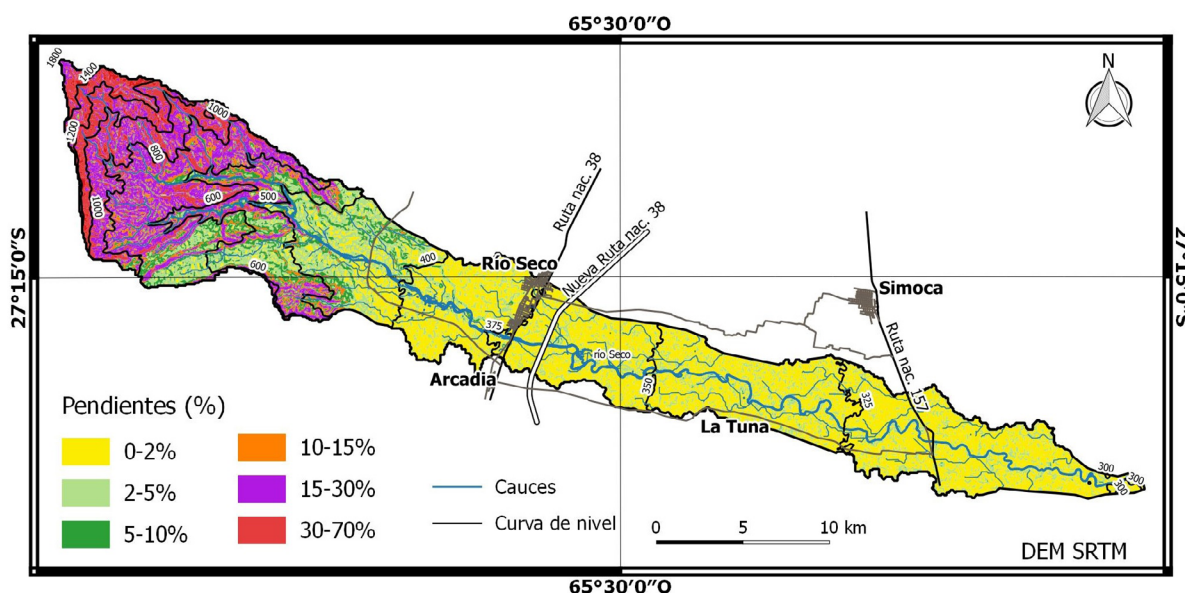 65°30'0"O
1800
1400
N
1000
1200
800
Ruta nac. 38
1000
600
500
Nueva Ruta nac. 38
27°15'0"S
27°15'0"S
600
400
Río Seco
Simoca
375
río Seco
Ruta nac. 157
Arcadia
350
325
La Tuna
Pendientes (%)
0-2%
10-15%
2-5%
15-30%
Cauces
5-10%
30-70%
Curva de nivel
0 5 10 km
300
300
300
DEM SRTM
65°30'0"O